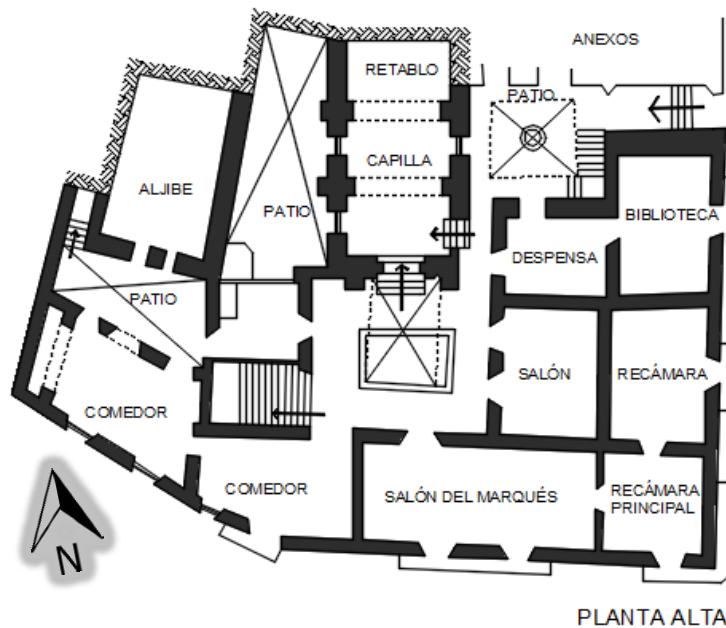 ANEXOS
RETABLO
PATIO
CAPILLA
ALJIBE
PATIO
BIBLIOTECA
DESPENSA
PATIO
SALÓN
RECÁMARA
COMEDOR
COMEDOR
SALÓN DEL MARQUÉS
RECÁMARA
PRINCIPAL
N
PLANTA ALTA